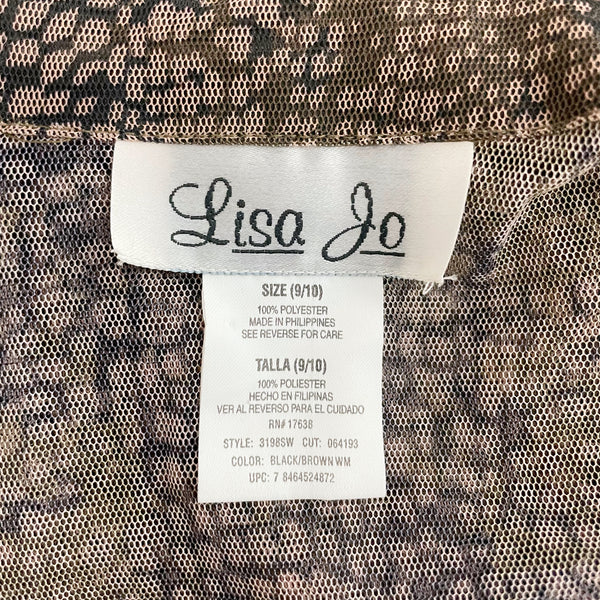 Lisa Jo
SIZE (9/10)
100% POLYESTER
MADE IN PHILIPPINES
SEE REVERSE FOR CARE
TALLA (9/10)
100% POLIESTER
HECHO EN FILIPINAS
VER AL REVERSO PARA EL CUIDADO
RN# 17638
STYLE: 3198SW CUT: 064193
COLOR: BLACK/BROWN WM
UPC: 7 8464524872